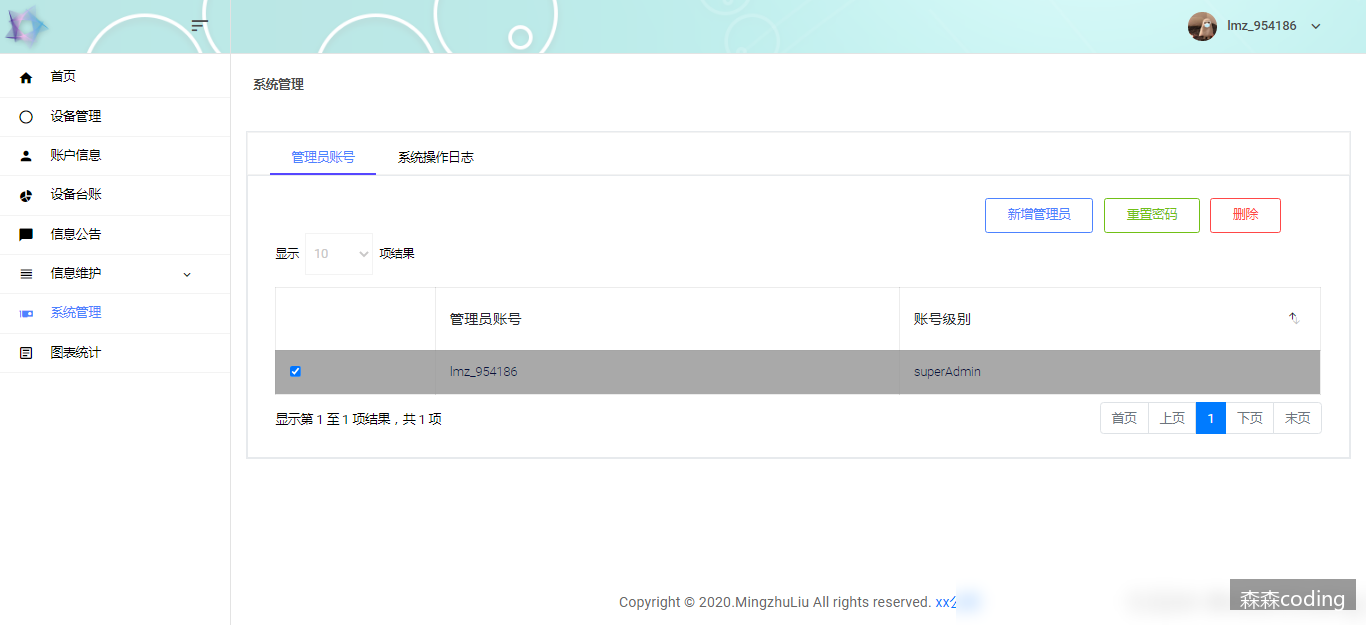 lmz_954186
首页
设备管理
账户信息
设备台账
信息公告
信息维护
系统管理
图表统计
系统管理
管理员账号 系统操作日志
新增管理员 重置密码 删除
显示 10 项结果
管理员账号 账号级别
lmz_954186 superAdmin
显示第 1 至 1 项结果，共 1 项
首页 上页 1 下页 末页
Copyright © 2020.MingzhuLiu All rights reserved. xx
森森coding